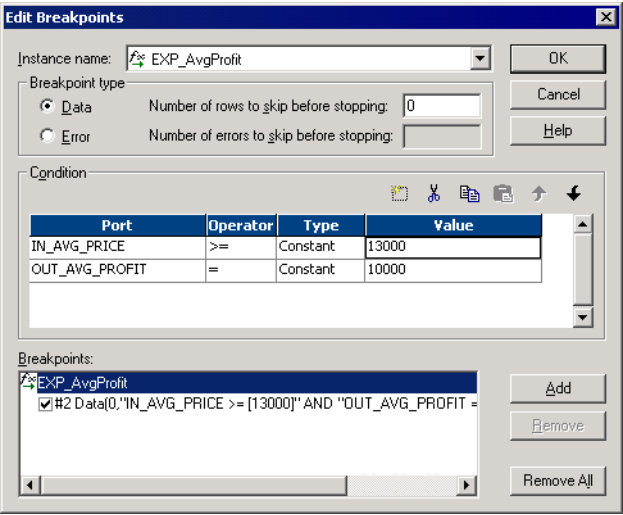 Edit Breakpoints
Instance name: EXP_AvgProfit
OK
Breakpoint type
Data Number of rows to skip before stopping: 0
Cancel
Error Number of errors to skip before stopping:
Help
Condition
Port Operator Type Value
IN_AVG_PRICE >= Constant 13000
OUT_AVG_PROFIT = Constant 10000
Breakpoints:
EXP_AvgProfit
#2 Data(0,"IN_AVG_PRICE >= [13000]" AND "OUT_AVG_PROFIT =
Add
Remove
Remove All